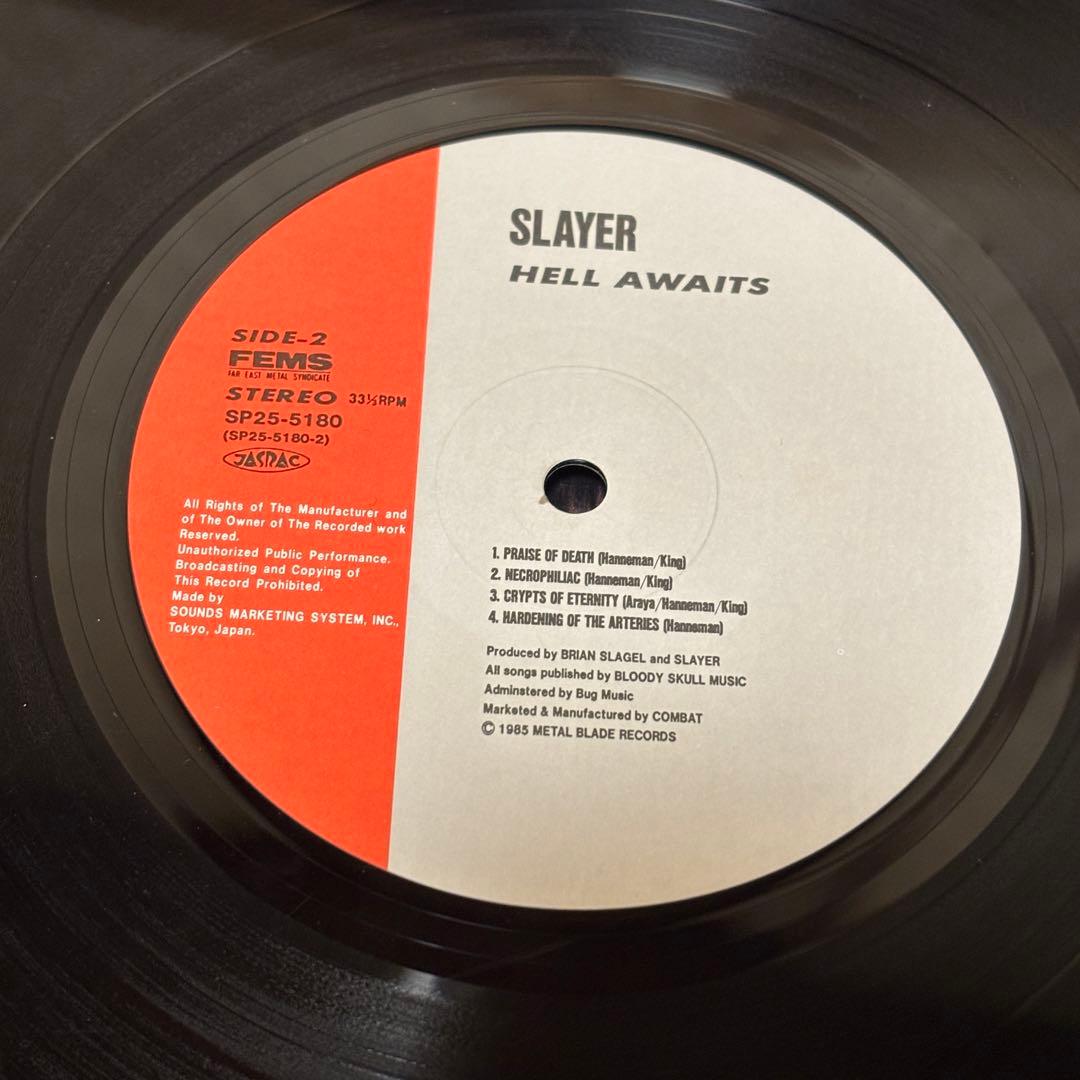 SLAYER
HELL AWAITS
SIDE-2
FEMS
FAR EAST METAL SYNDICATE
STEREO 33⅓RPM
SP25-5180
(SP25-5180-2)
JASRAC
All Rights of The Manufacturer and
of The Owner of The Recorded work
Reserved.
Unauthorized Public Performance.
Broadcasting and Copying of
This Record Prohibited.
Made by
SOUNDS MARKETING SYSTEM, INC.,
Tokyo, Japan.
1. PRAISE OF DEATH (Hanneman/King)
2. NECROPHILIAC (Hanneman/King)
3. CRYPTS OF ETERNITY (Araya/Hanneman/King)
4. HARDENING OF THE ARTERIES (Hanneman)
Produced by BRIAN SLAGEL and SLAYER
All songs published by BLOODY SKULL MUSIC
Adminstered by Bug Music
Marketed & Manufactured by COMBAT
© 1985 METAL BLADE RECORDS